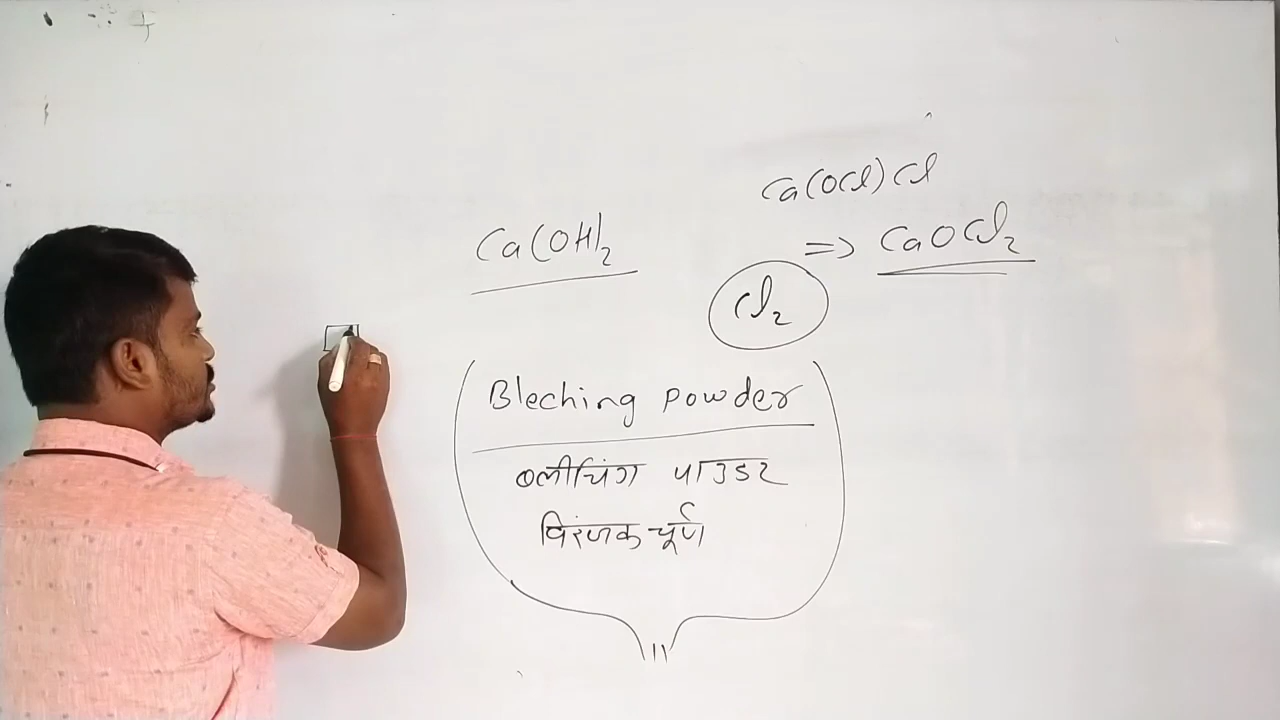 Ca(OCl)Cl
Ca(OH)2
=> CaOCl2
Cl2
Bleching powder
ब्लीचिंग पाउडर
विरंजक चूर्ण